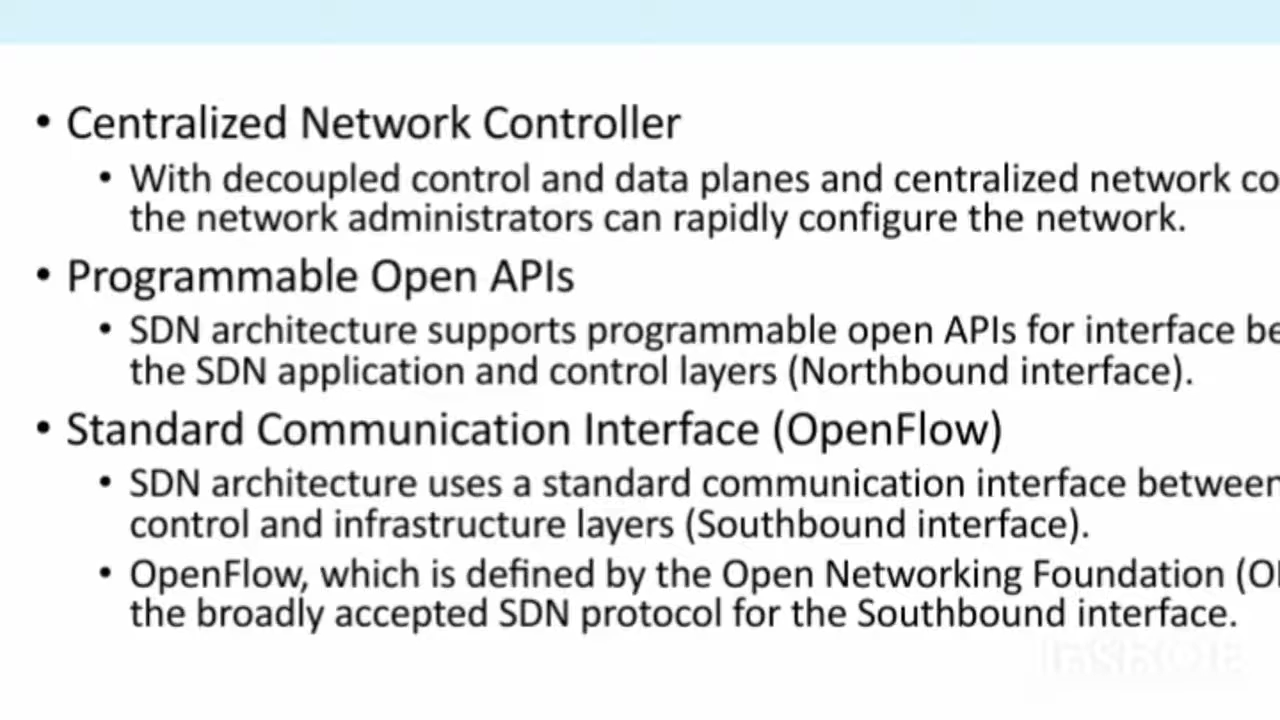 • Centralized Network Controller
• With decoupled control and data planes and centralized network co
the network administrators can rapidly configure the network.
• Programmable Open APIs
• SDN architecture supports programmable open APIs for interface be
the SDN application and control layers (Northbound interface).
• Standard Communication Interface (OpenFlow)
• SDN architecture uses a standard communication interface between
control and infrastructure layers (Southbound interface).
• OpenFlow, which is defined by the Open Networking Foundation (O
the broadly accepted SDN protocol for the Southbound interface.